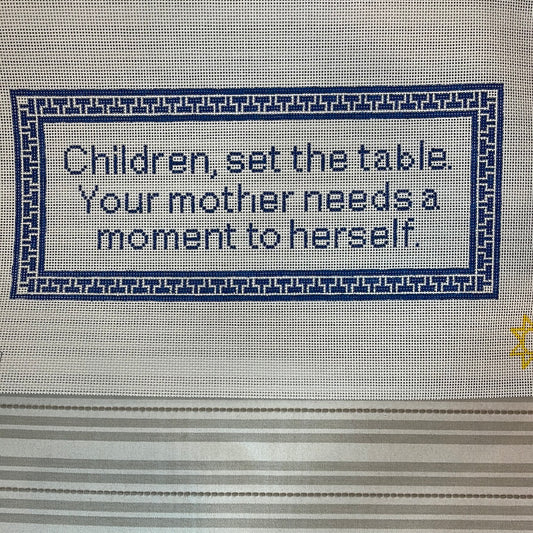 Children, set the table.
Your mother needs a
moment to herself.